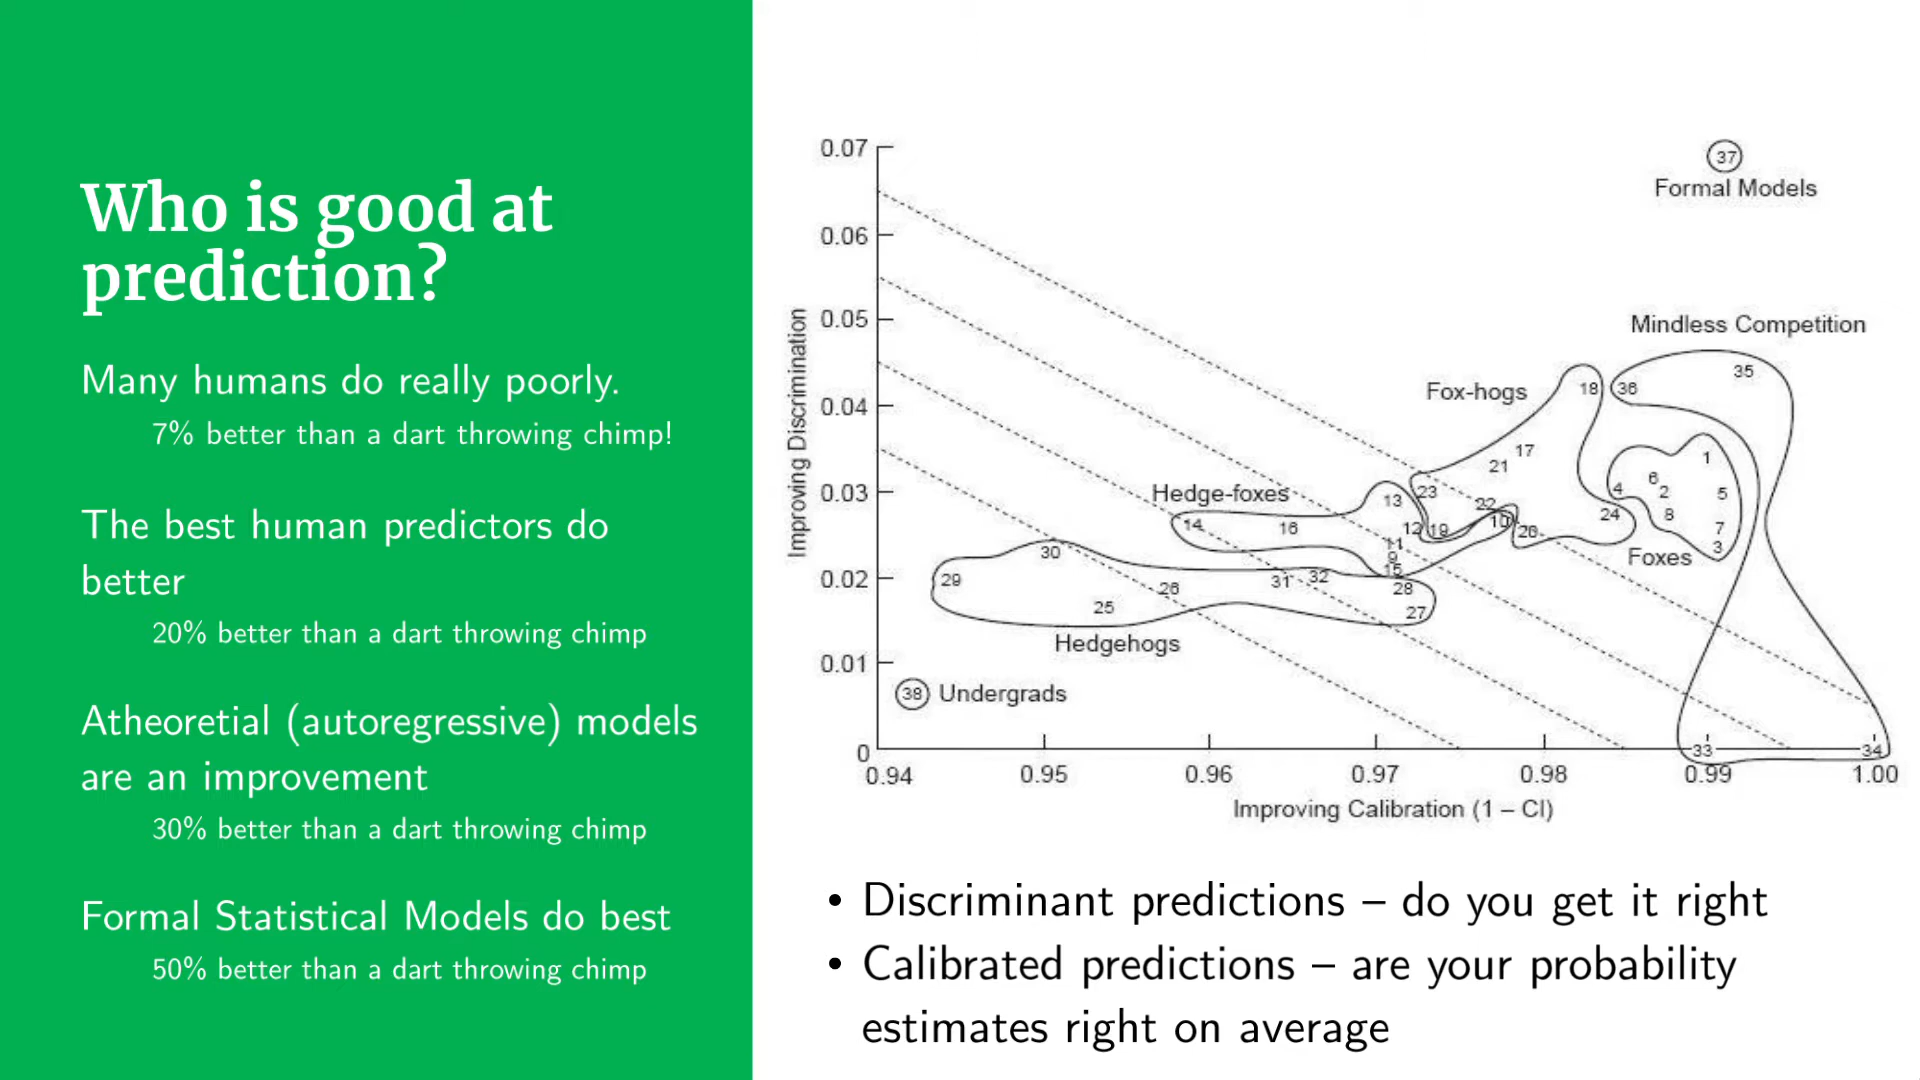 Who is good at
prediction?
Many humans do really poorly.
7% better than a dart throwing chimp!
The best human predictors do
better
20% better than a dart throwing chimp
Atheoretial (autoregressive) models
are an improvement
30% better than a dart throwing chimp
Formal Statistical Models do best
50% better than a dart throwing chimp
Improving Discrimination
0.07
0.06
0.05
0.04
0.03
0.02
0.01
0
37
Formal Models
Mindless Competition
35
Fox-hogs
18
36
17
21
1
6
2
4
5
8
7
3
Foxes
24
Hedge-foxes
13
23
22
14
16
12
19
10
20
11
9
15
30
29
26
31
32
28
25
27
Hedgehogs
38
Undergrads
33
34
0.94
0.95
0.96
0.97
0.98
0.99
1.00
Improving Calibration (1 – CI)
• Discriminant predictions – do you get it right
• Calibrated predictions – are your probability
estimates right on average